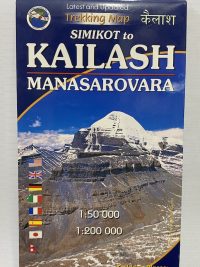 Latest and Updated
Trekking Map
कैलाश
SIMIKOT to
KAILASH
MANASAROVARA
1:50 000
1:200 000